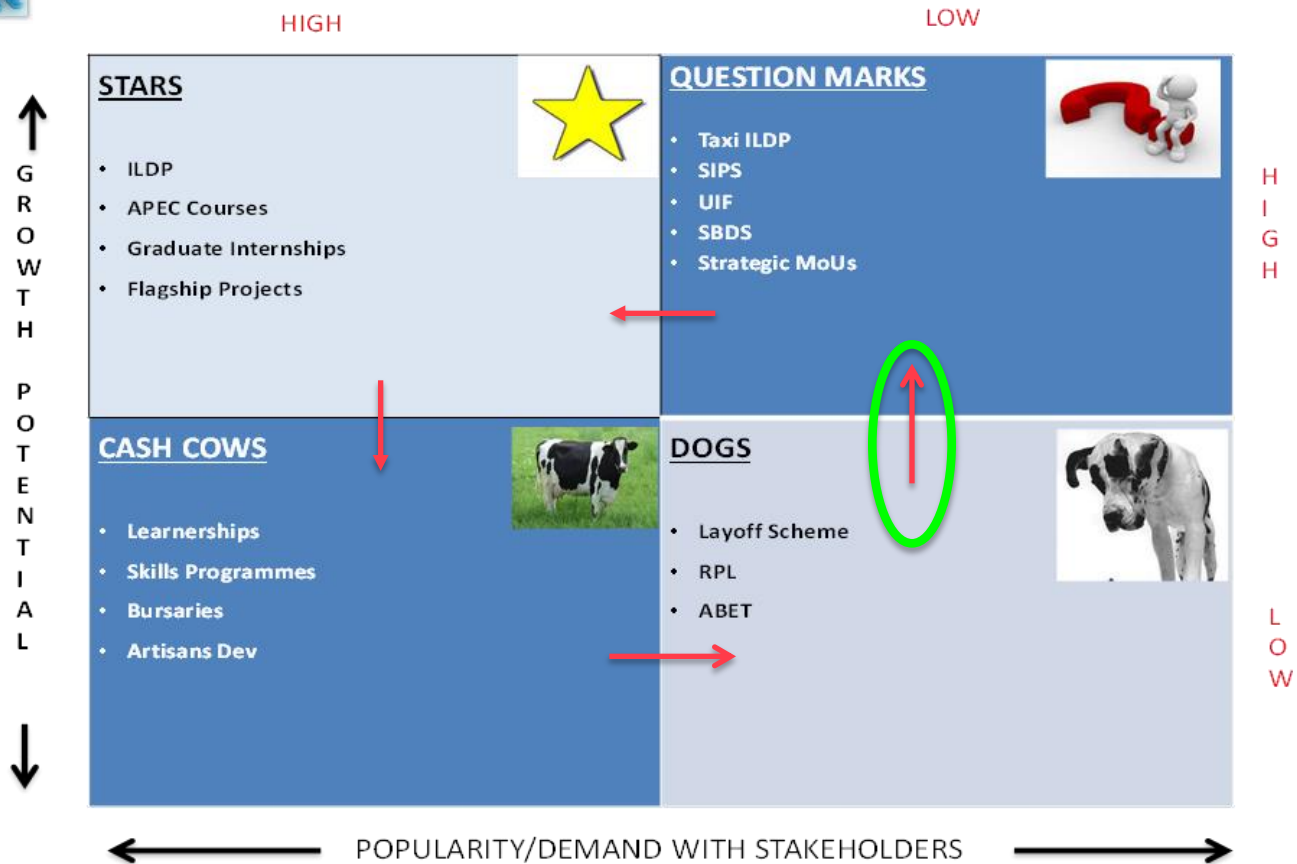 HIGH
LOW
STARS
• ILDP
• APEC Courses
• Graduate Internships
• Flagship Projects
QUESTION MARKS
• Taxi ILDP
• SIPS
• UIF
• SBDS
• Strategic MoUs
CASH COWS
• Learnerships
• Skills Programmes
• Bursaries
• Artisans Dev
DOGS
• Layoff Scheme
• RPL
• ABET
GROWTH POTENTIAL
HIGH
LOW
POPULARITY/DEMAND WITH STAKEHOLDERS